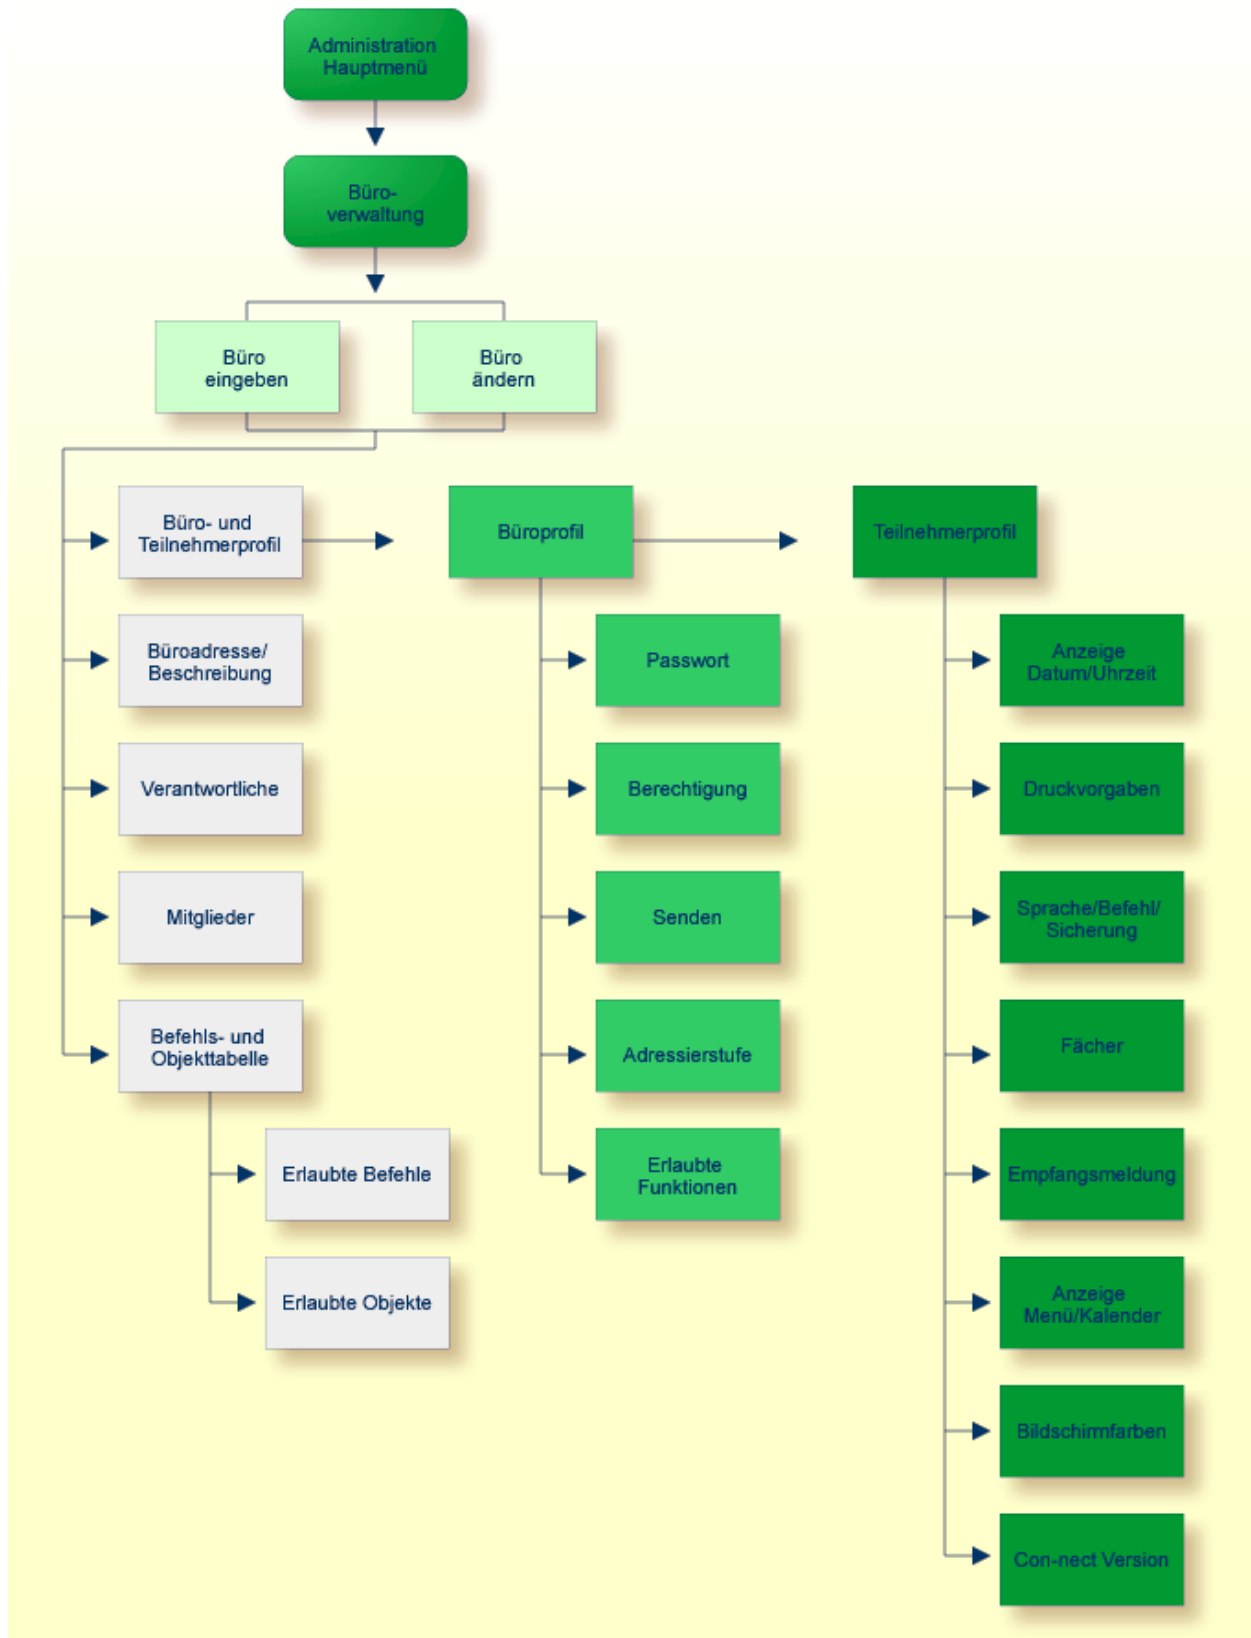 Administration
Hauptmenü
Büro-
verwaltung
Büro
eingeben
Büro
ändern
Büro- und
Teilnehmerprofil
Büroprofil
Teilnehmerprofil
Büroadresse/
Beschreibung
Passwort
Anzeige
Datum/Uhrzeit
Verantwortliche
Berechtigung
Druckvorgaben
Mitglieder
Senden
Sprache/Befehl/
Sicherung
Befehls- und
Objekttabelle
Adressierstufe
Fächer
Erlaubte Befehle
Erlaubte
Funktionen
Empfangsmeldung
Erlaubte Objekte
Anzeige
Menü/Kalender
Bildschirmfarben
Con-nect Version